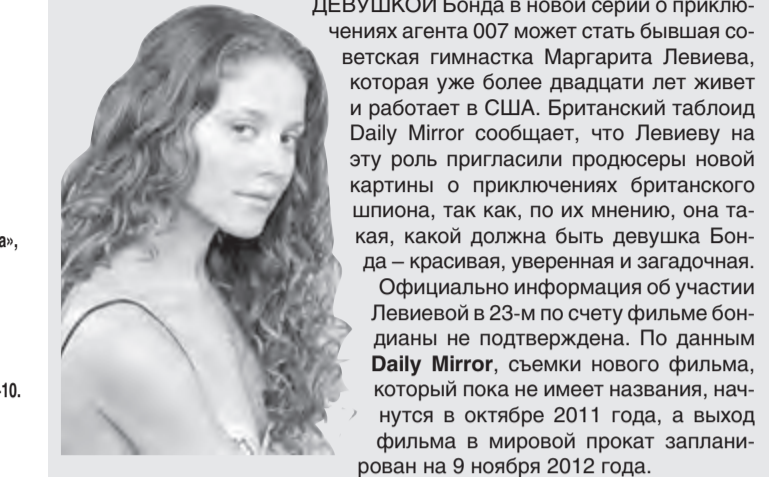 ДЕВУШКОЙ Бонда в новой серии о приклю-
чениях агента 007 может стать бывшая со-
ветская гимнастка Маргарита Левиева,
которая уже более двадцати лет живет
и работает в США. Британский таблоид
Daily Mirror сообщает, что Левиеву на
эту роль пригласили продюсеры новой
картины о приключениях британского
шпиона, так как, по их мнению, она та-
кая, какой должна быть девушка Бон-
да – красивая, уверенная и загадочная.
Официально информация об участии
Левиевой в 23-м по счету фильме бон-
дианы не подтверждена. По данным
Daily Mirror, съемки нового фильма,
который пока не имеет названия, нач-
нутся в октябре 2011 года, а выход
фильма в мировой прокат заплани-
рован на 9 ноября 2012 года.
а»,
-10.